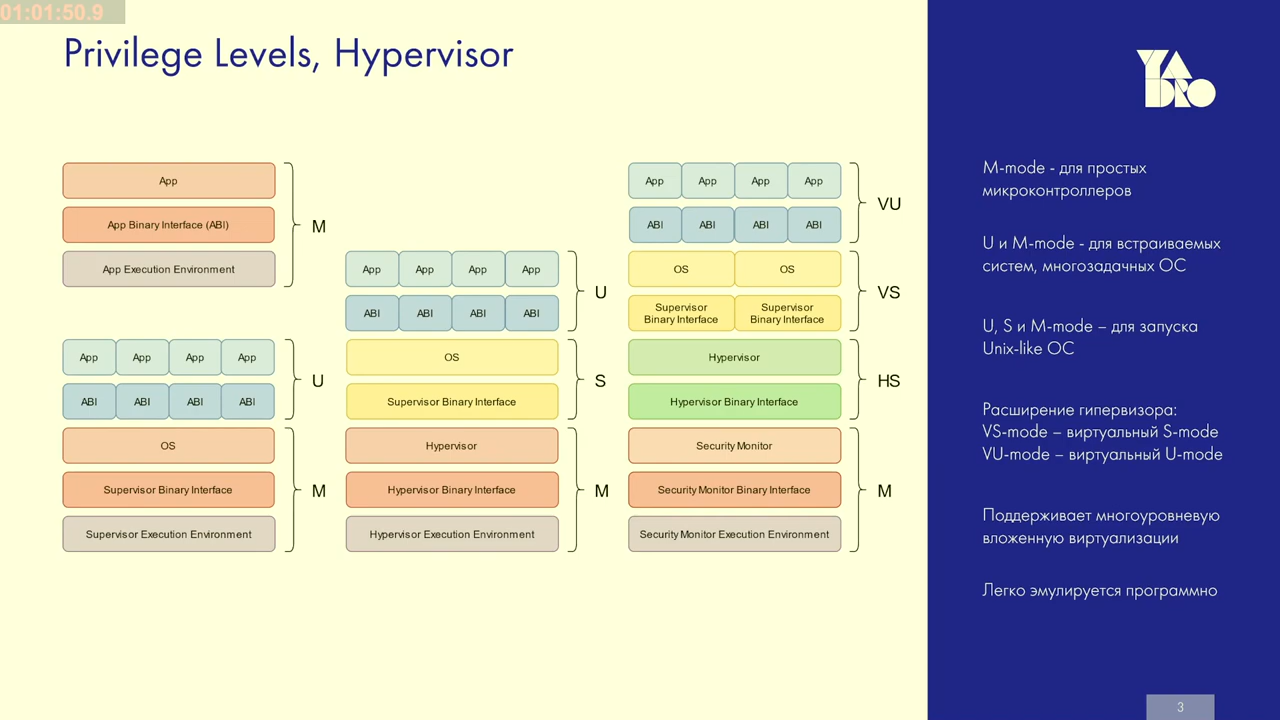 01:01:50.9
Privilege Levels, Hypervisor
YADRO
App
App Binary Interface (ABI)
App Execution Environment
M
App App App App
ABI ABI ABI ABI
U
OS
Supervisor Binary Interface
Supervisor Execution Environment
M
App App App App
ABI ABI ABI ABI
U
OS
Supervisor Binary Interface
S
Hypervisor
Hypervisor Binary Interface
Hypervisor Execution Environment
M
App App App App
ABI ABI ABI ABI
VU
OS OS
Supervisor Supervisor
Binary Interface Binary Interface
VS
Hypervisor
Hypervisor Binary Interface
HS
Security Monitor
Security Monitor Binary Interface
Security Monitor Execution Environment
M
M-mode - для простых
микроконтроллеров
U и M-mode - для встраиваемых
систем, многозадачных ОС
U, S и M-mode – для запуска
Unix-like ОС
Расширение гипервизора:
VS-mode – виртуальный S-mode
VU-mode – виртуальный U-mode
Поддерживает многоуровневую
вложенную виртуализации
Легко эмулируется программно
3